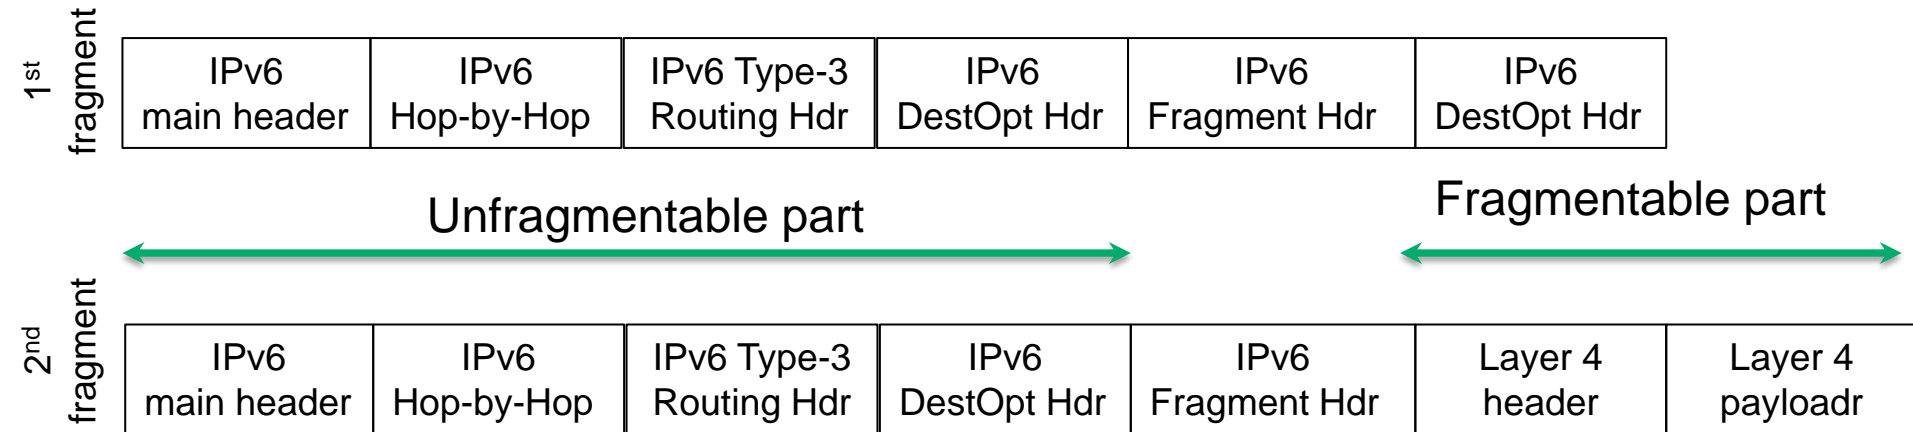 1st
fragment
IPv6
main header
IPv6
Hop-by-Hop
IPv6 Type-3
Routing Hdr
IPv6
DestOpt Hdr
IPv6
Fragment Hdr
IPv6
DestOpt Hdr
Unfragmentable part
Fragmentable part
2nd
fragment
IPv6
main header
IPv6
Hop-by-Hop
IPv6 Type-3
Routing Hdr
IPv6
DestOpt Hdr
IPv6
Fragment Hdr
Layer 4
header
Layer 4
payloadr